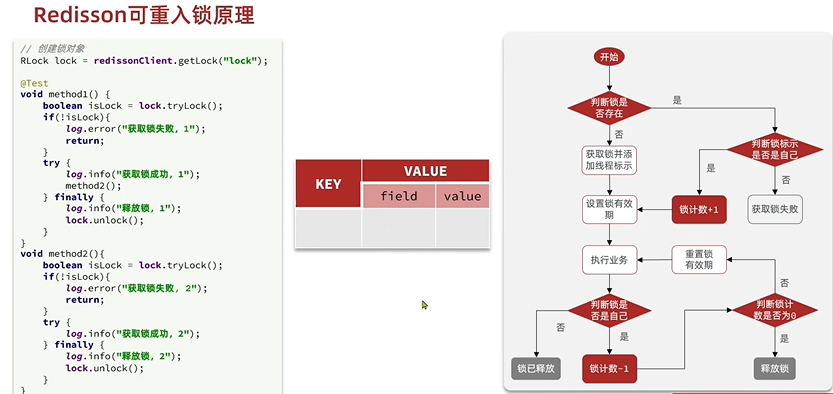 Redisson可重入锁原理
// 创建锁对象
RLock lock = redissonClient.getLock("lock");
@Test
void method1() {
boolean isLock = lock.tryLock();
if(!isLock){
log.error("获取锁失败, 1");
return;
}
try {
log.info("获取锁成功, 1");
method2();
} finally {
log.info("释放锁, 1");
lock.unlock();
}
}
void method2(){
boolean isLock = lock.tryLock();
if(!isLock){
log.error("获取锁失败, 2");
return;
}
try {
log.info("获取锁成功, 2");
} finally {
log.info("释放锁, 2");
lock.unlock();
}
}
KEY
VALUE
field
value
开始
判断锁是
否存在
是
否
获取锁并添
加线程标示
判断锁标示
是否是自己
是
否
设置锁有效
期
锁计数+1
获取锁失败
执行业务
重置锁
有效期
否
判断锁是
否是自己
判断锁计
数是否为0
否
是
是
锁已释放
锁计数-1
释放锁